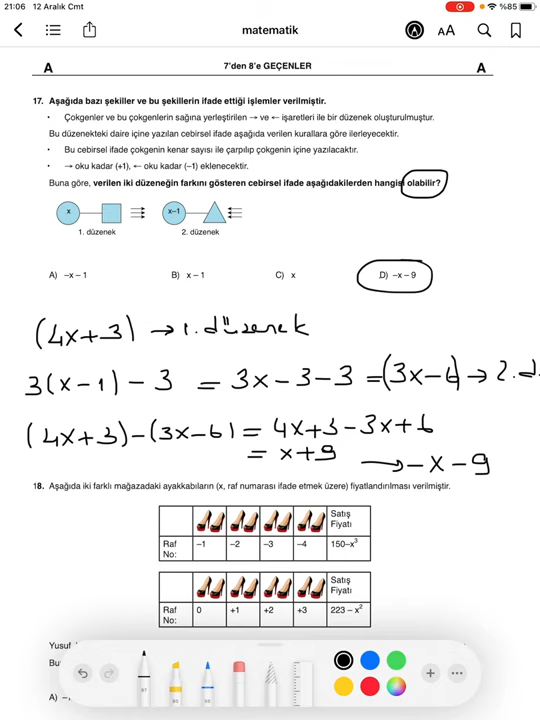 21:06 12 Aralık Cmt %85
matematik
AA
A 7'den 8'e GEÇENLER A
17. Aşağıda bazı şekiller ve bu şekillerin ifade ettiği işlemler verilmiştir.
• Çokgenler ve bu çokgenlerin sağına yerleştirilen → ve ← işaretleri ile bir düzenek oluşturulmuştur.
Bu düzenekteki daire içine yazılan cebirsel ifade aşağıda verilen kurallara göre ilerleyecektir.
• Bu cebirsel ifade çokgenin kenar sayısı ile çarpılıp çokgenin içine yazılacaktır.
• → oku kadar (+1), ← oku kadar (–1) eklenecektir.
Buna göre, verilen iki düzeneğin farkını gösteren cebirsel ifade aşağıdakilerden hangisi olabilir?
x x–1
1. düzenek 2. düzenek
A) –x – 1 B) x – 1 C) x D) –x – 9
(4x+3) → 1. düzenek
3(x-1) - 3 = 3x - 3 - 3 = (3x - 6) → 2. d
(4x+3) - (3x-6) = 4x+3 - 3x+6
= x+9 → -x - 9
18. Aşağıda iki farklı mağazadaki ayakkabıların (x, raf numarası ifade etmek üzere) fiyatlandırılması verilmiştir.
Satış Fiyatı
Raf No: –1 –2 –3 –4 150–x³
Satış Fiyatı
Raf No: 0 +1 +2 +3 223 – x²
Yusuf
Bu
A)